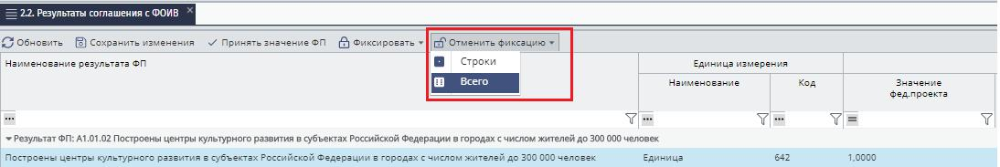 2.2. Результаты соглашения с ФОИВ
Обновить Сохранить изменения Принять значение ФП Фиксировать Отменить фиксацию
Строки
Всего
Наименование результата ФП
Единица измерения
Наименование Код
Значение
фед.проекта
Результат ФП: А1.01.02 Построены центры культурного развития в субъектах Российской Федерации в городах с числом жителей до 300 000 человек
Построены центры культурного развития в субъектах Российской Федерации в городах с числом жителей до 300 000 человек Единица 642 1,0000